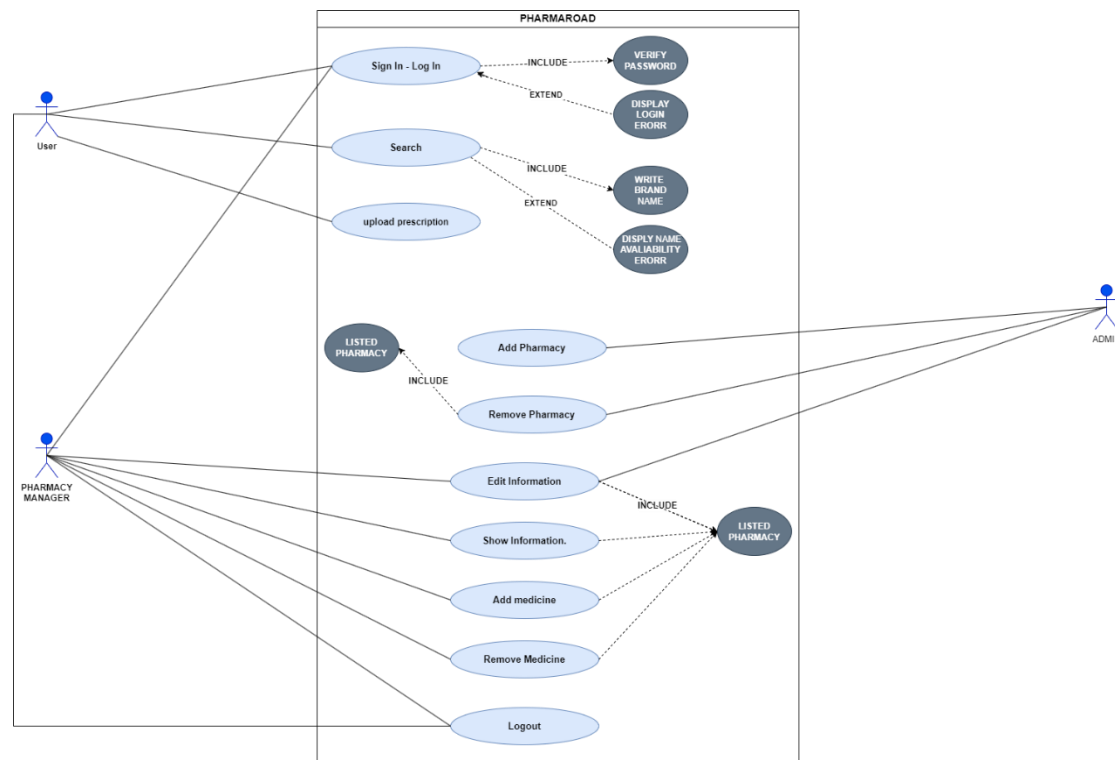 PHARMAROAD
Sign In - Log In
INCLUDE
VERIFY
PASSWORD
EXTEND
DISPLAY
LOGIN
ERORR
User
Search
INCLUDE
WRITE
BRAND
NAME
EXTEND
upload prescription
DISPLY NAME
AVALIABILITY
ERORR
LISTED
PHARMACY
Add Pharmacy
ADMI
INCLUDE
Remove Pharmacy
PHARMACY
MANAGER
Edit Information
INCLUDE
LISTED
PHARMACY
Show Information.
Add medicine
Remove Medicine
Logout